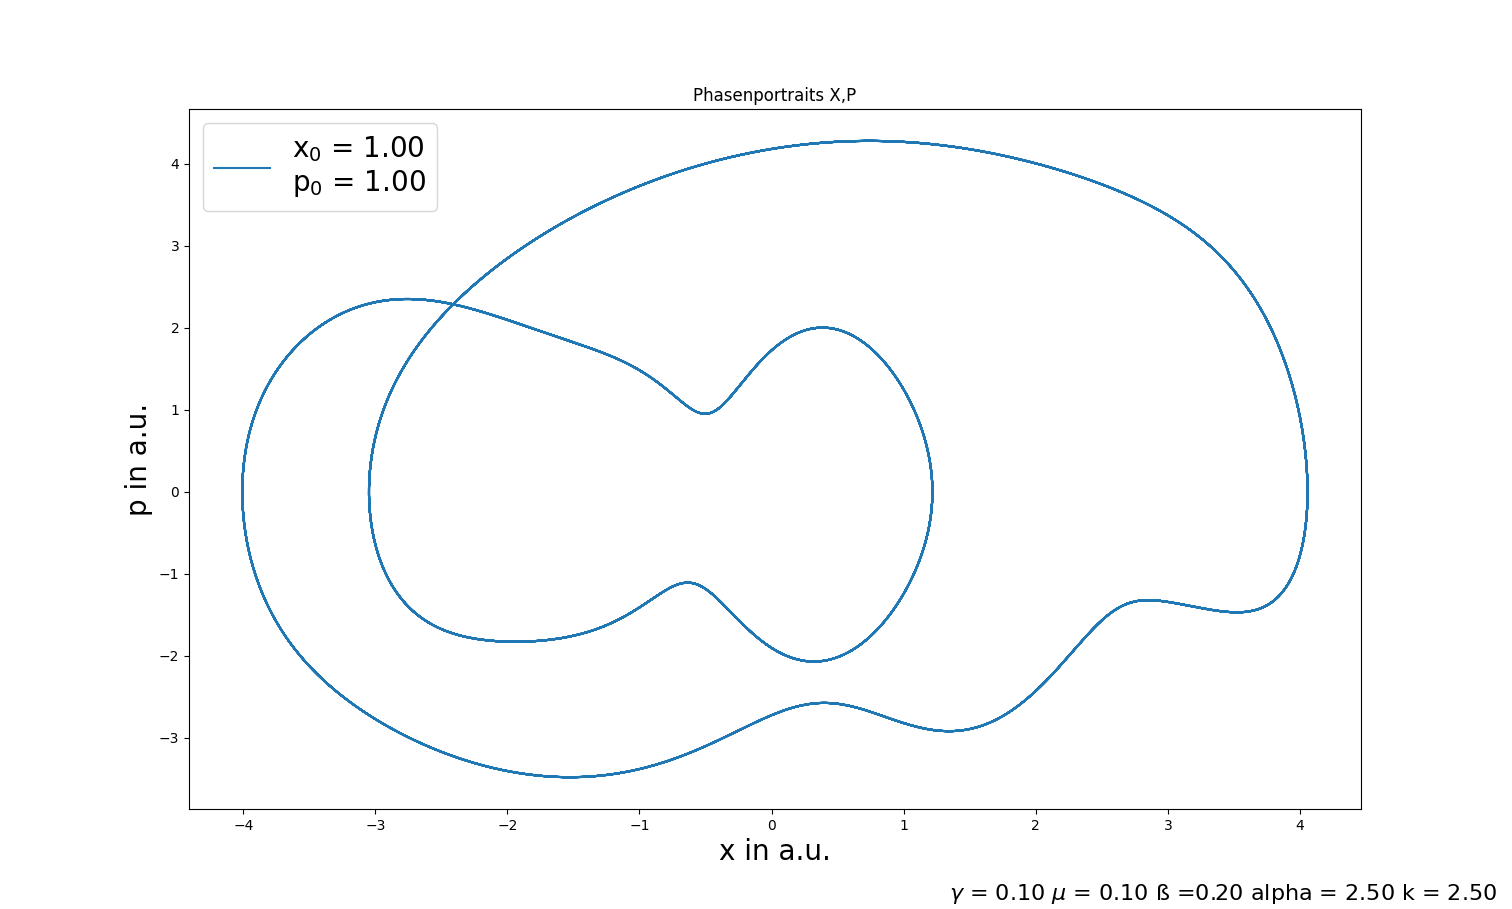 Phasenportraits X,P
x₀ = 1.00
p₀ = 1.00
4
3
2
1
0
−1
−2
−3
p in a.u.
−4
−3
−2
−1
0
1
2
3
4
x in a.u.
γ = 0.10 μ = 0.10 ß =0.20 alpha = 2.50 k = 2.50